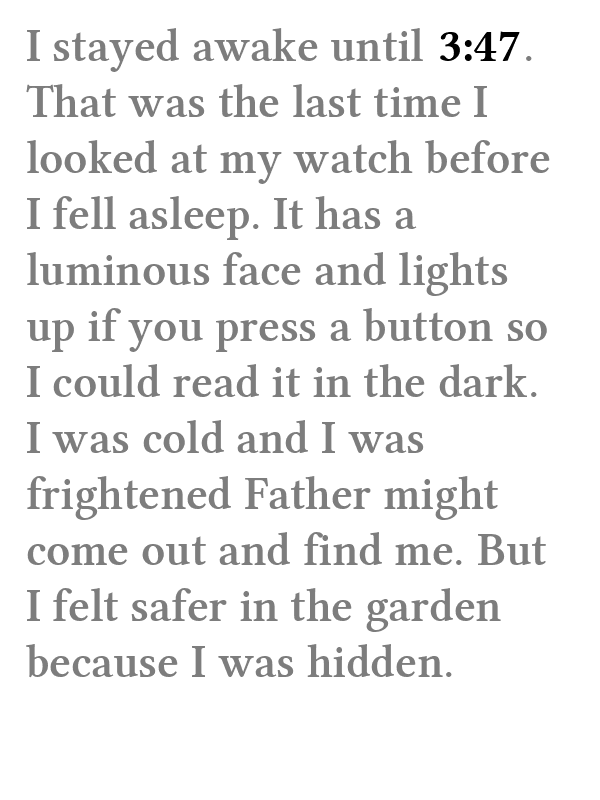 I stayed awake until 3:47.
That was the last time I
looked at my watch before
I fell asleep. It has a
luminous face and lights
up if you press a button so
I could read it in the dark.
I was cold and I was
frightened Father might
come out and find me. But
I felt safer in the garden
because I was hidden.